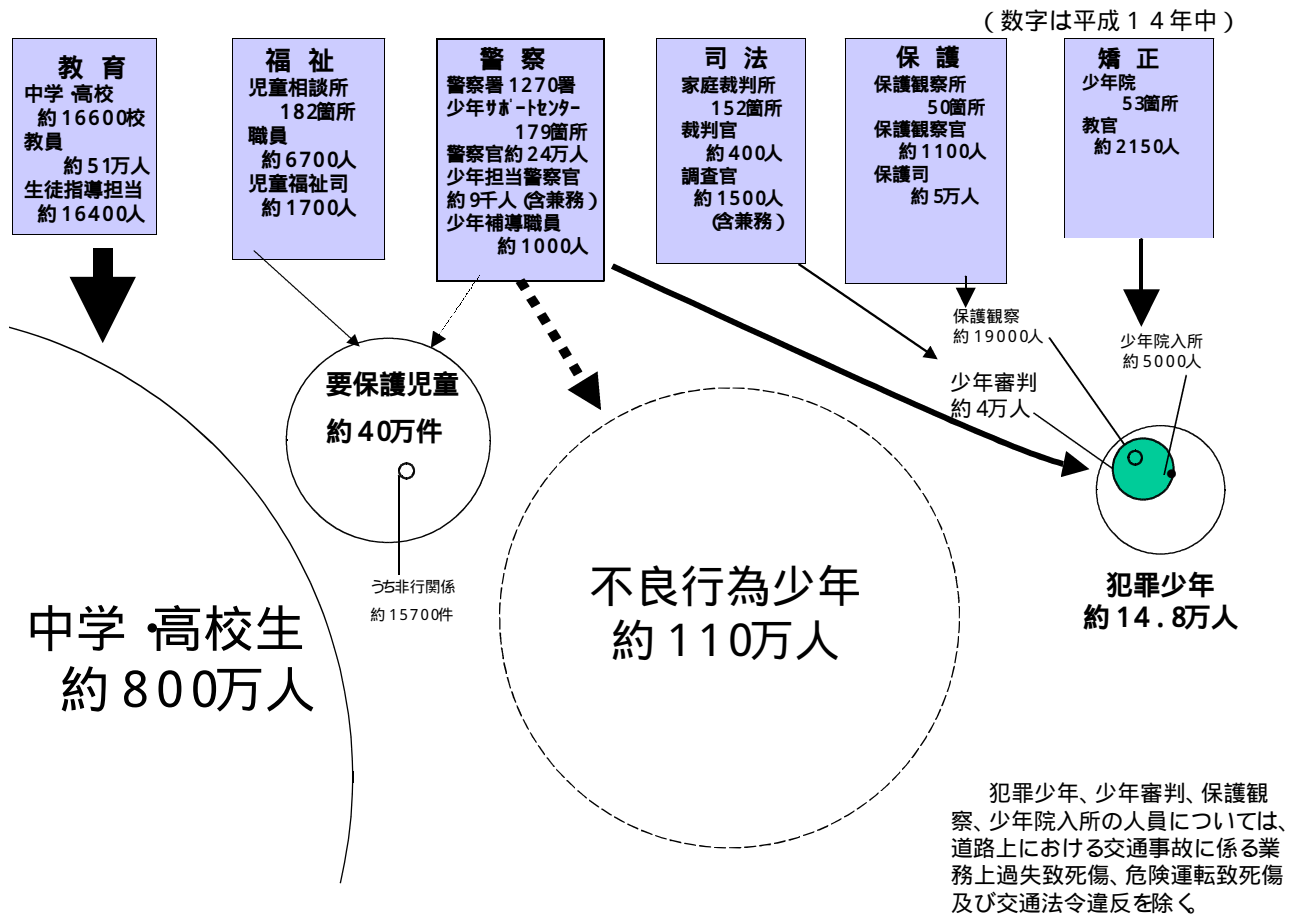 (数字は平成14年中)
教 育
中学・高校
約16600校
教員
約51万人
生徒指導担当
約16400人
福 祉
児童相談所
182箇所
職員
約6700人
児童福祉司
約1700人
警 察
警察署1270署
少年サポートセンター
179箇所
警察官約24万人
少年担当警察官
約9千人(含兼務)
少年補導職員
約1000人
司 法
家庭裁判所
152箇所
裁判官
約400人
調査官
約1500人
(含兼務)
保 護
保護観察所
50箇所
保護観察官
約1100人
保護司
約5万人
矯 正
少年院
53箇所
教官
約2150人
保護観察
約19000人
少年院入所
約5000人
少年審判
約4万人
要保護児童
約40万件
うち非行関係
約15700件
中学・高校生
約800万人
不良行為少年
約110万人
犯罪少年
約14.8万人
犯罪少年、少年審判、保護観
察、少年院入所の人員については、
道路上における交通事故に係る業
務上過失致死傷、危険運転致死傷
及び交通法令違反を除く。